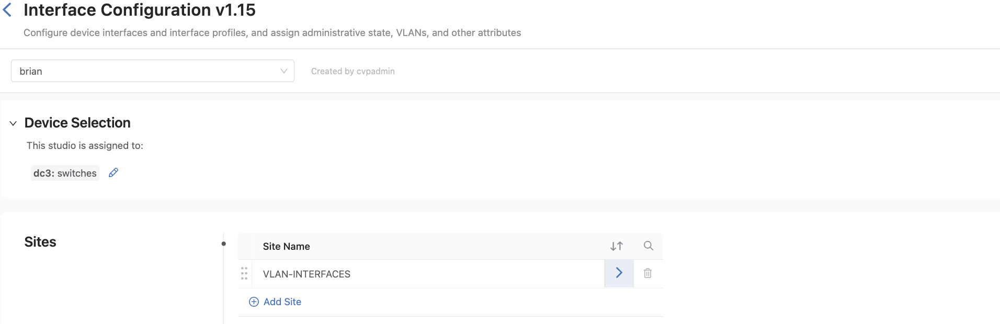 Interface Configuration v1.15
Configure device interfaces and interface profiles, and assign administrative state, VLANs, and other attributes
brian
Created by cvpadmin
Device Selection
This studio is assigned to:
dc3: switches
Sites
Site Name
VLAN-INTERFACES
Add Site